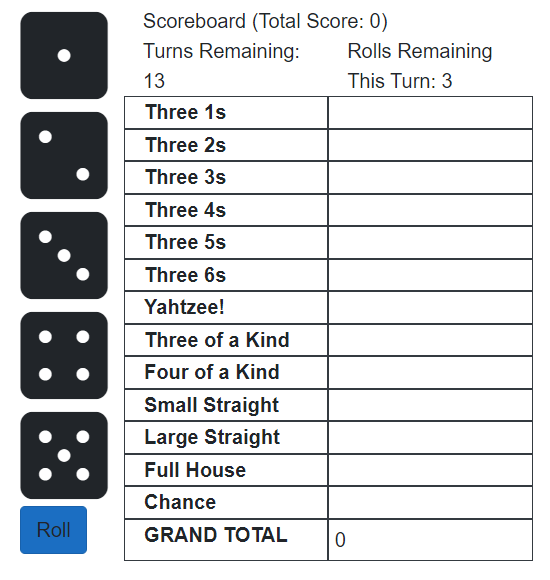 Scoreboard (Total Score: 0)
Turns Remaining:
13
Rolls Remaining
This Turn: 3
Three 1s
Three 2s
Three 3s
Three 4s
Three 5s
Three 6s
Yahtzee!
Three of a Kind
Four of a Kind
Small Straight
Large Straight
Full House
Chance
GRAND TOTAL 0
Roll